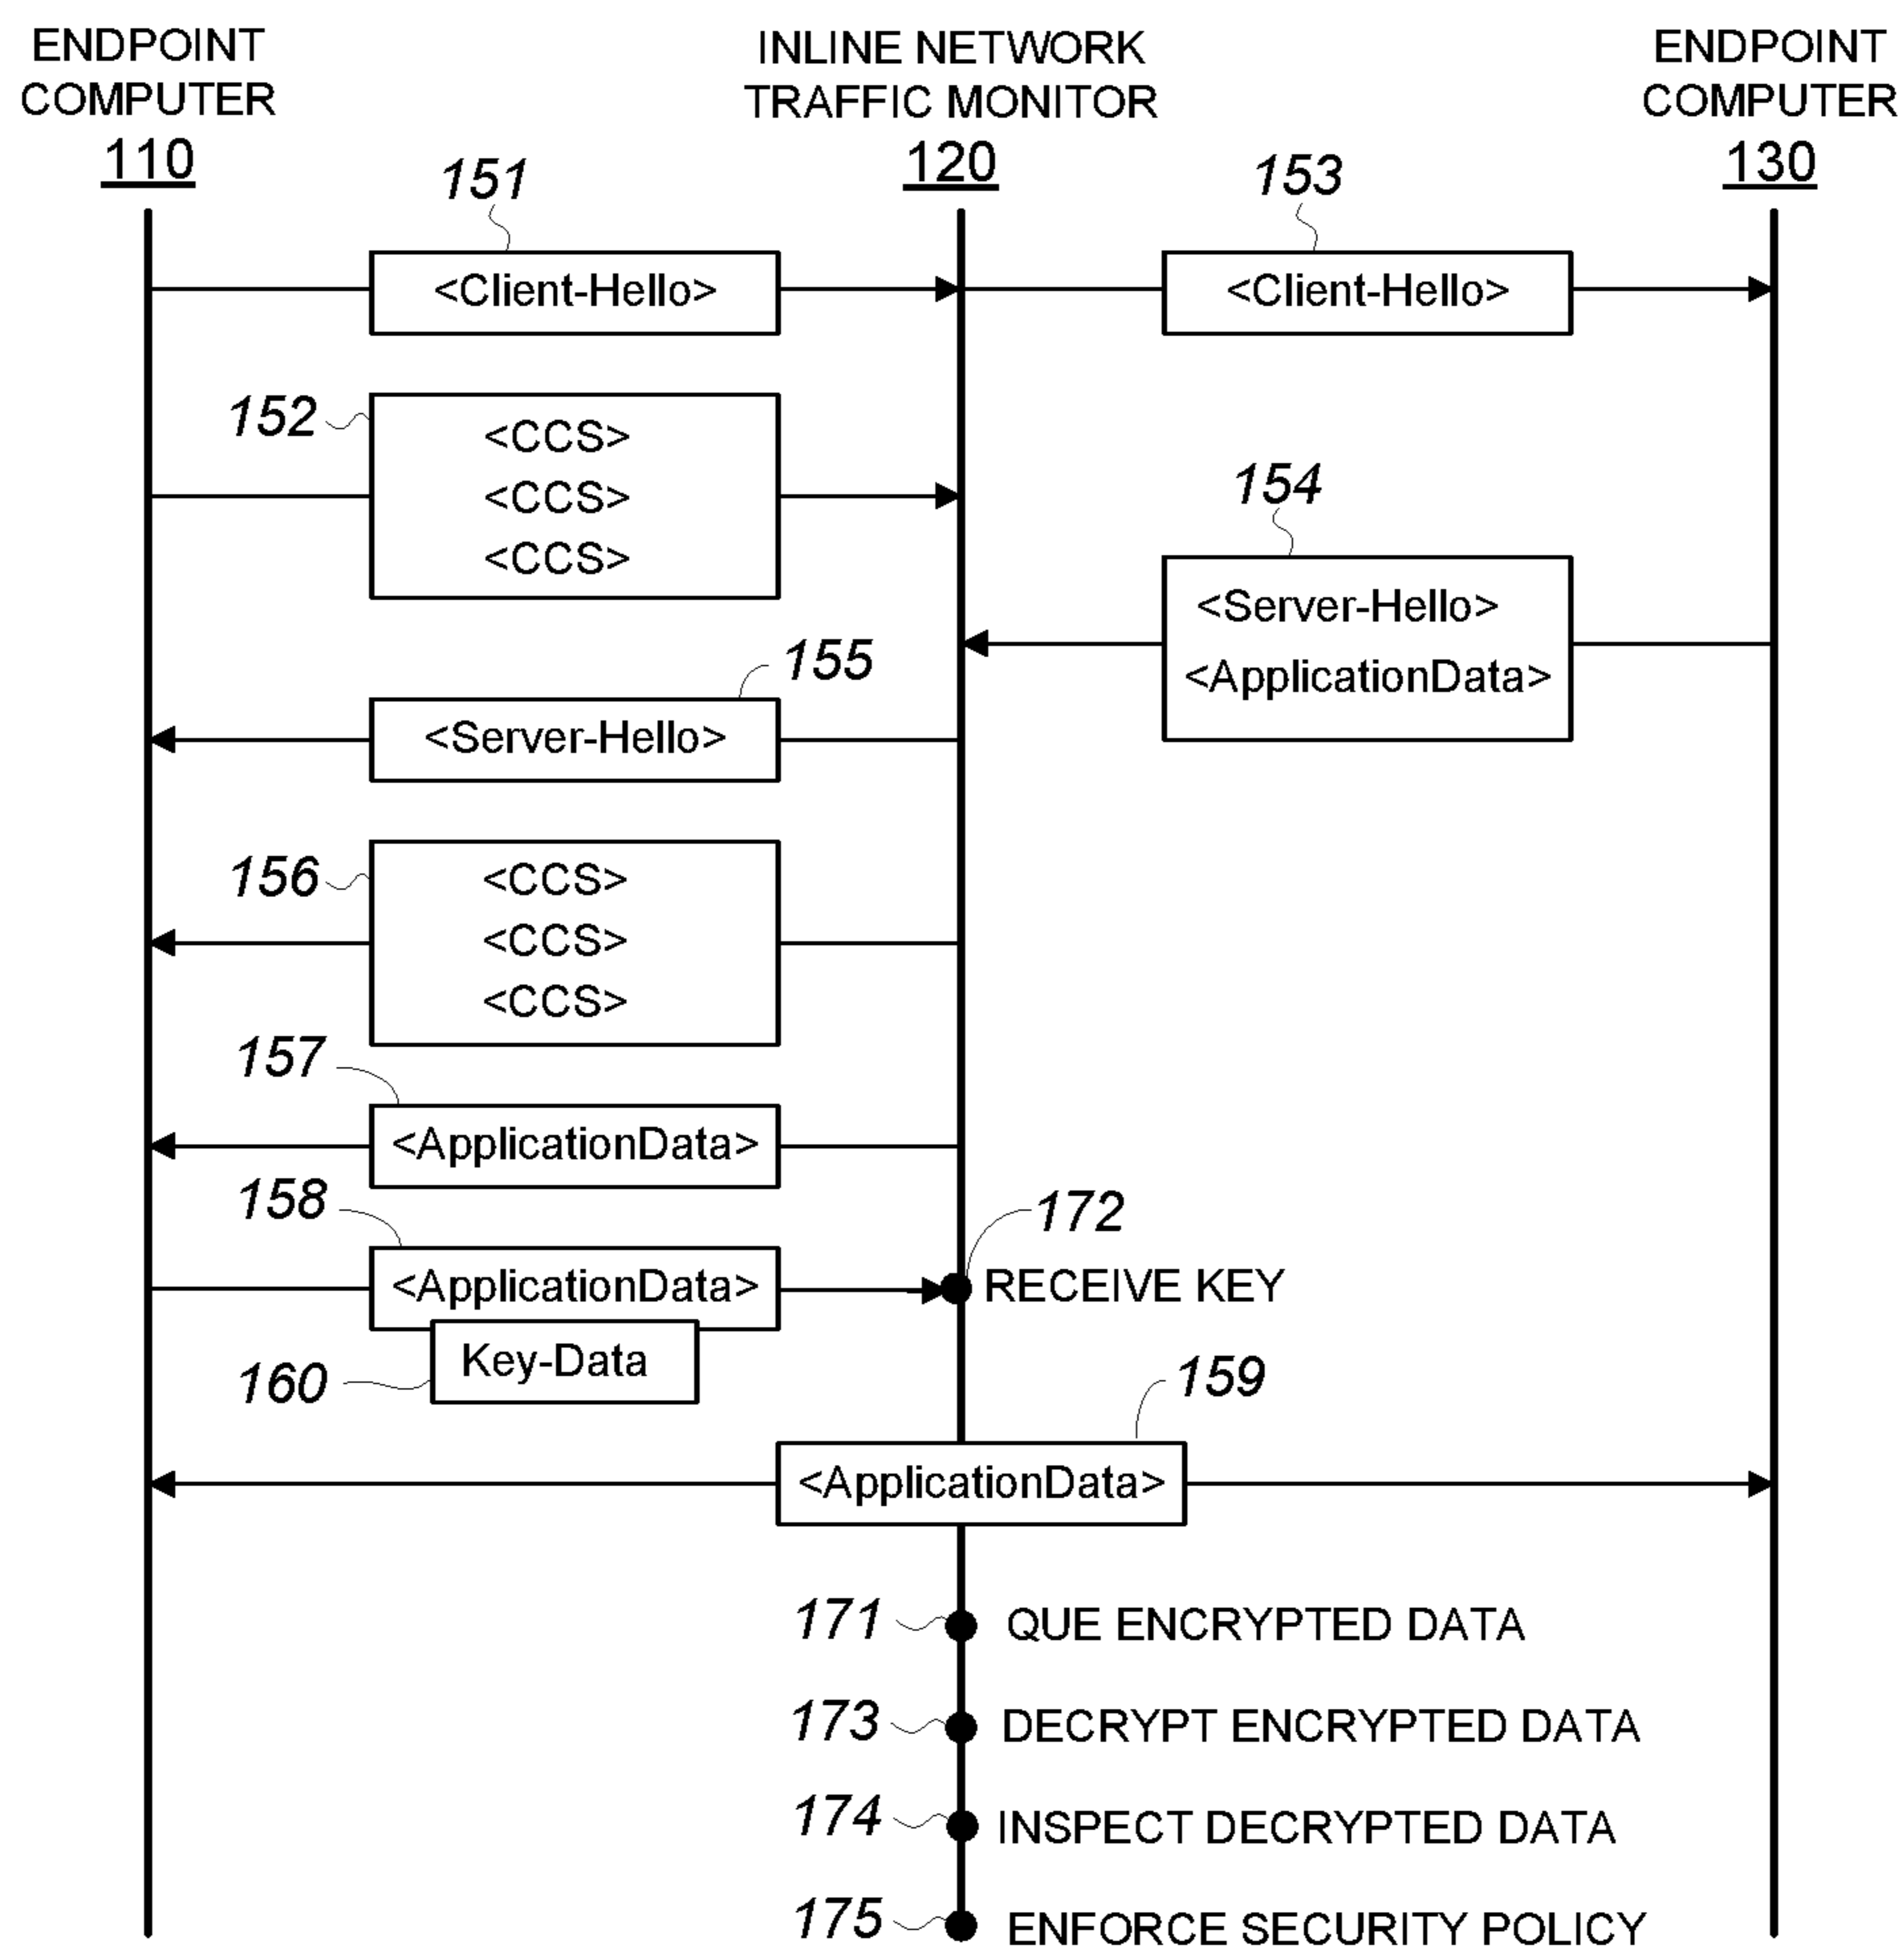 ENDPOINT
COMPUTER
110
INLINE NETWORK
TRAFFIC MONITOR
120
ENDPOINT
COMPUTER
130
151
<Client-Hello>
153
<Client-Hello>
152
<CCS>
<CCS>
<CCS>
154
<Server-Hello>
<ApplicationData>
155
<Server-Hello>
156
<CCS>
<CCS>
<CCS>
157
<ApplicationData>
158
<ApplicationData>
172
RECEIVE KEY
160
Key-Data
159
<ApplicationData>
171
QUE ENCRYPTED DATA
173
DECRYPT ENCRYPTED DATA
174
INSPECT DECRYPTED DATA
175
ENFORCE SECURITY POLICY